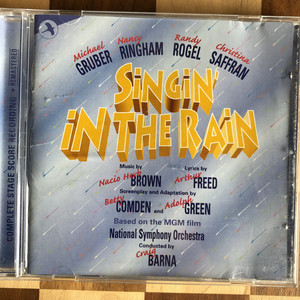 Michael GRUBER
Nancy RINGHAM
Randy ROGEL
Christina SAFFRAN
SINGIN'
IN THE RAIN
Music by
Nacio Herb BROWN
Lyrics by
Arthur FREED
Screenplay and Adaptation by
Betty COMDEN and Adolph GREEN
Based on the MGM film
National Symphony Orchestra
Conducted by
Craig BARNA
COMPLETE STAGE SCORE RECORDING • REMASTERED